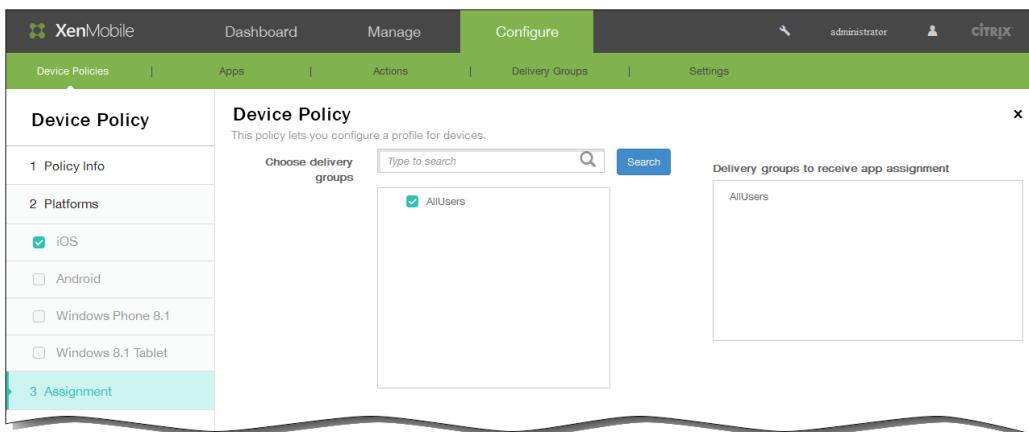 XenMobile Dashboard Manage Configure administrator CİTRIX
Device Policies | Apps | Actions | Delivery Groups | Settings
Device Policy
1 Policy Info
2 Platforms
iOS
Android
Windows Phone 8.1
Windows 8.1 Tablet
3 Assignment
Device Policy
x
This policy lets you configure a profile for devices.
Choose delivery
groups
Type to search
Search
AllUsers
Delivery groups to receive app assignment
AllUsers